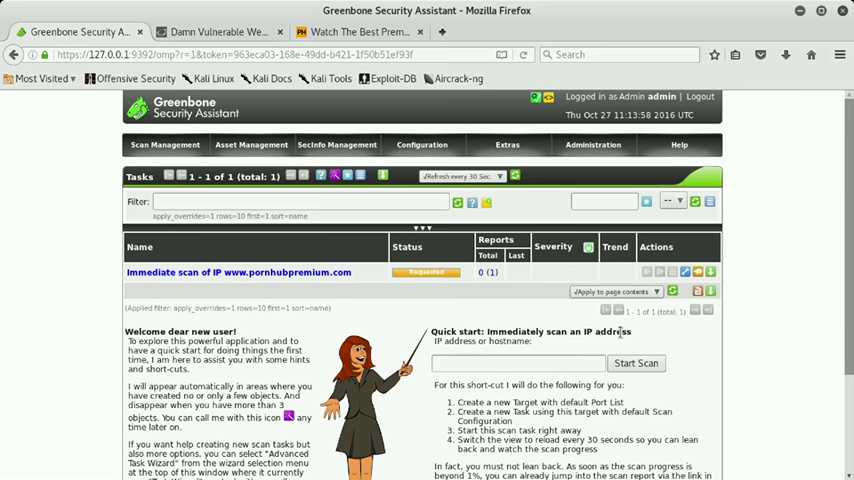 Greenbone Security Assistant - Mozilla Firefox
Greenbone Security A... × Damn Vulnerable We... × PH Watch The Best Prem... ×
https://127.0.0.1:9392/omp?r=1&token=963eca03-168e-49dd-b421-1f50b51ef93f Search
Most Visited Offensive Security Kali Linux Kali Docs Kali Tools Exploit-DB Aircrack-ng
Greenbone
Security Assistant
Logged in as Admin admin | Logout
Thu Oct 27 11:13:58 2016 UTC
Scan Management Asset Management SecInfo Management Configuration Extras Administration Help
Tasks 1 - 1 of 1 (total: 1) √Refresh every 30 Sec.
Filter: --
apply_overrides=1 rows=10 first=1 sort=name
Name Status Reports Severity Trend Actions
Total Last
Immediate scan of IP www.pornhubpremium.com Requested 0 (1)
√Apply to page contents
(Applied filter: apply_overrides=1 rows=10 first=1 sort=name) 1 - 1 of 1 (total: 1)
Welcome dear new user!
To explore this powerful application and to
have a quick start for doing things the first
time, I am here to assist you with some hints
and short-cuts.
I will appear automatically in areas where you
have created no or only a few objects. And
disappear when you have more than 3
objects. You can call me with this icon any
time later on.
If you want help creating new scan tasks but
also more options, you can select "Advanced
Task Wizard" from the wizard selection menu
at the top of this window where it currently
Quick start: Immediately scan an IP address
IP address or hostname:
Start Scan
For this short-cut I will do the following for you:
1. Create a new Target with default Port List
2. Create a new Task using this target with default Scan
Configuration
3. Start this scan task right away
4. Switch the view to reload every 30 seconds so you can lean
back and watch the scan progress
In fact, you must not lean back. As soon as the scan progress is
beyond 1%, you can already jump into the scan report via the link in